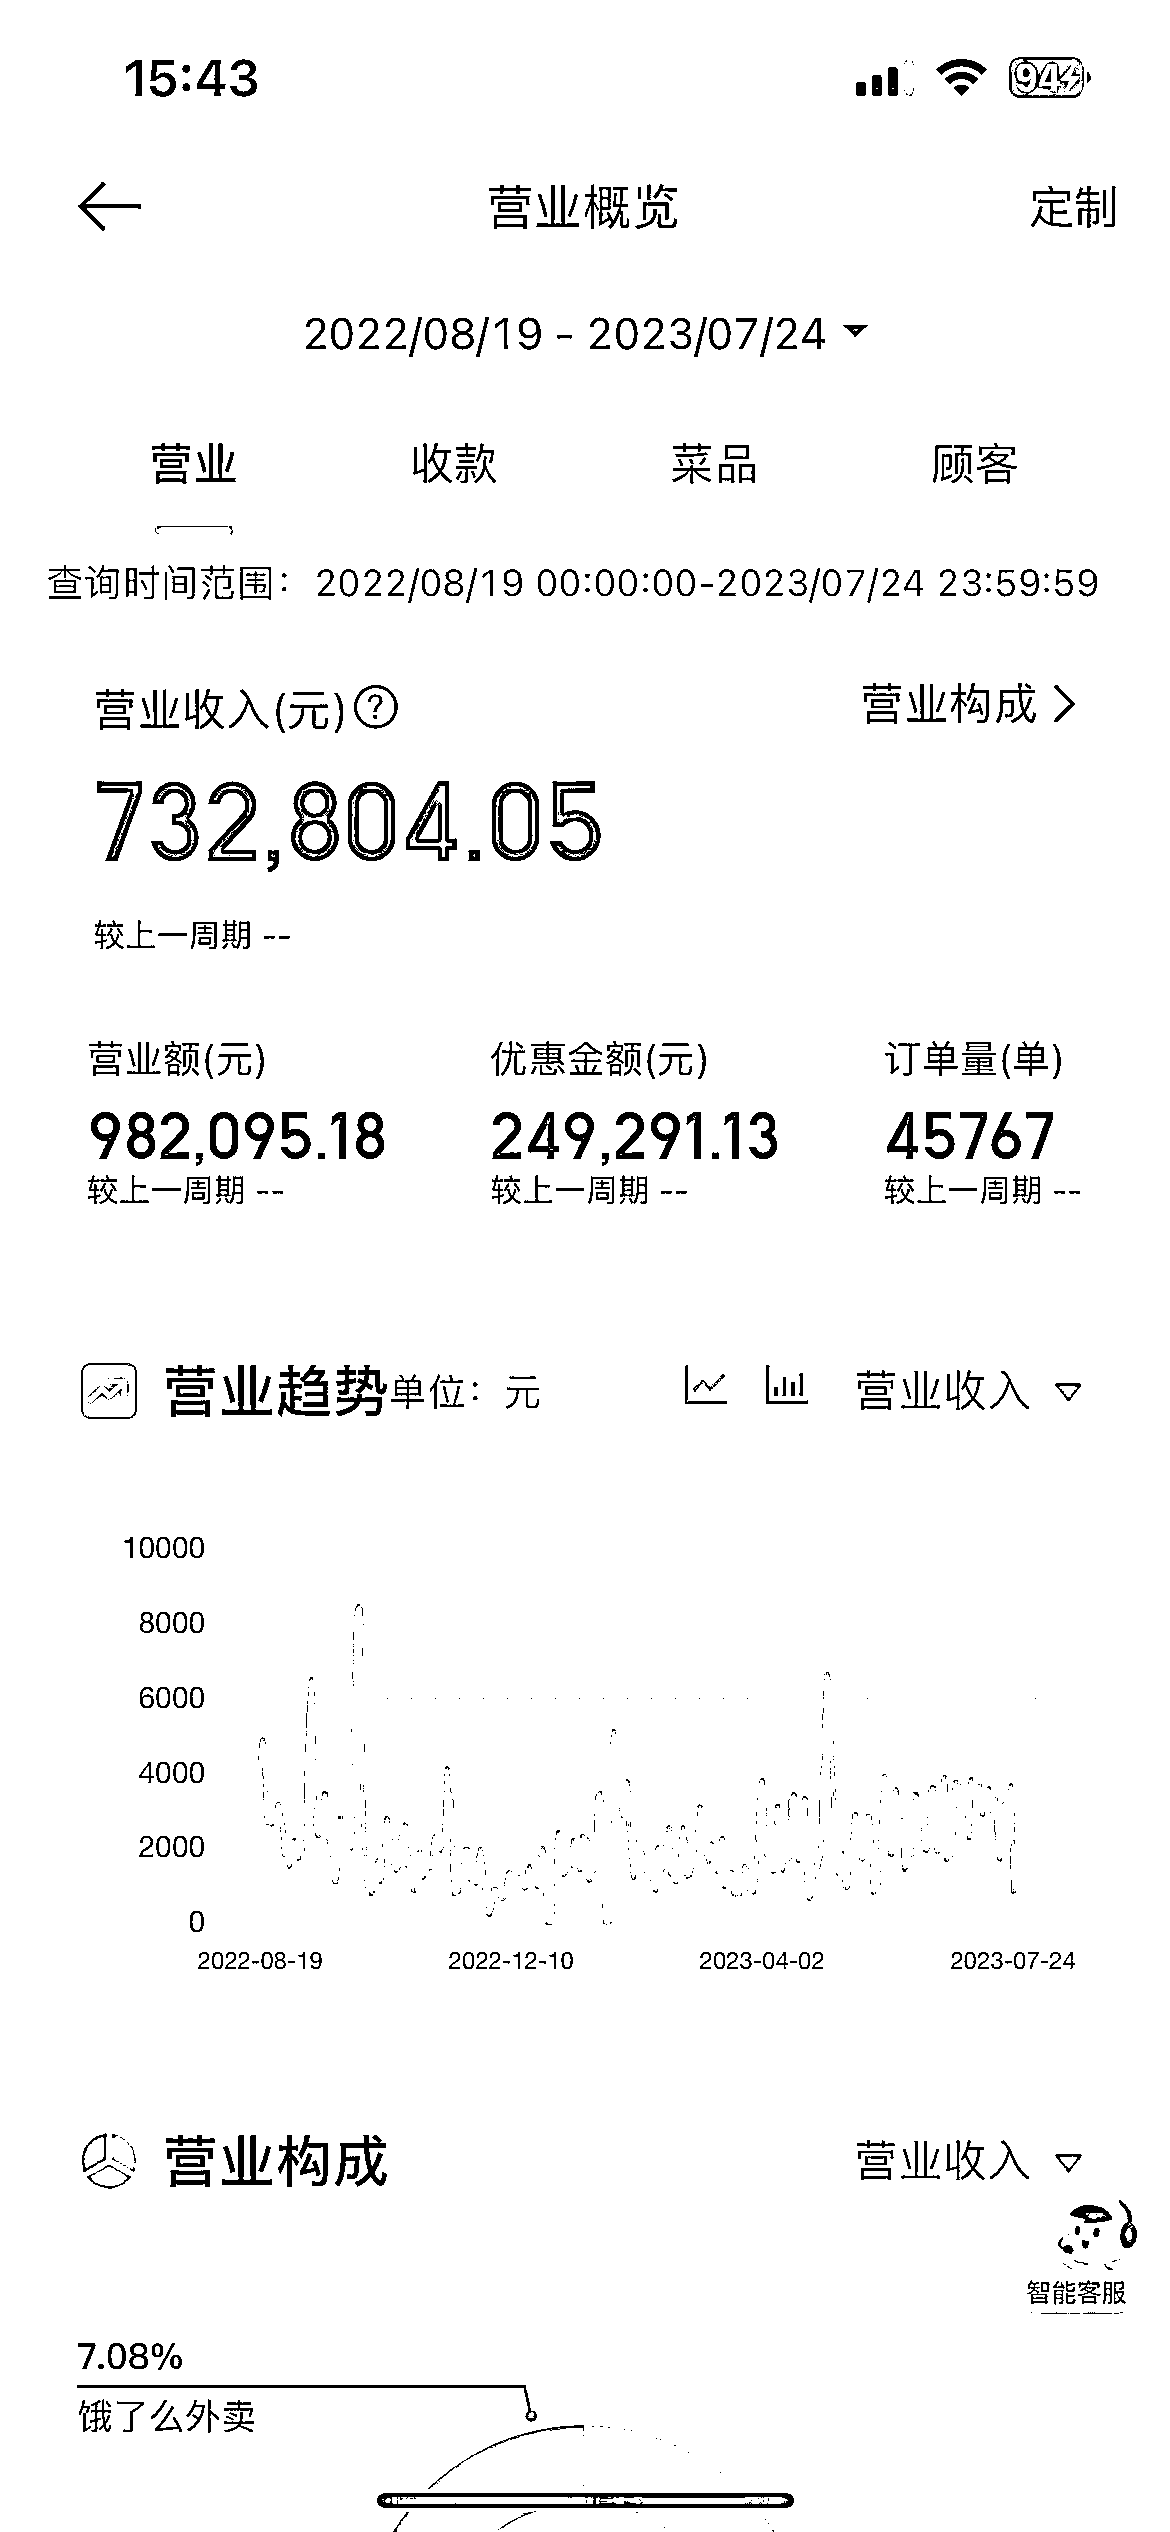 15:43
94
营业概览 定制
2022/08/19 - 2023/07/24
营业 收款 菜品 顾客
查询时间范围：2022/08/19 00:00:00-2023/07/24 23:59:59
营业收入(元)? 营业构成
732,804.05
较上一周期 --
营业额(元) 优惠金额(元) 订单量(单)
982,095.18 249,291.13 45767
较上一周期 -- 较上一周期 -- 较上一周期 --
营业趋势单位：元 营业收入
10000
8000
6000
4000
2000
0
2022-08-19 2022-12-10 2023-04-02 2023-07-24
营业构成 营业收入
智能客服
7.08%
饿了么外卖